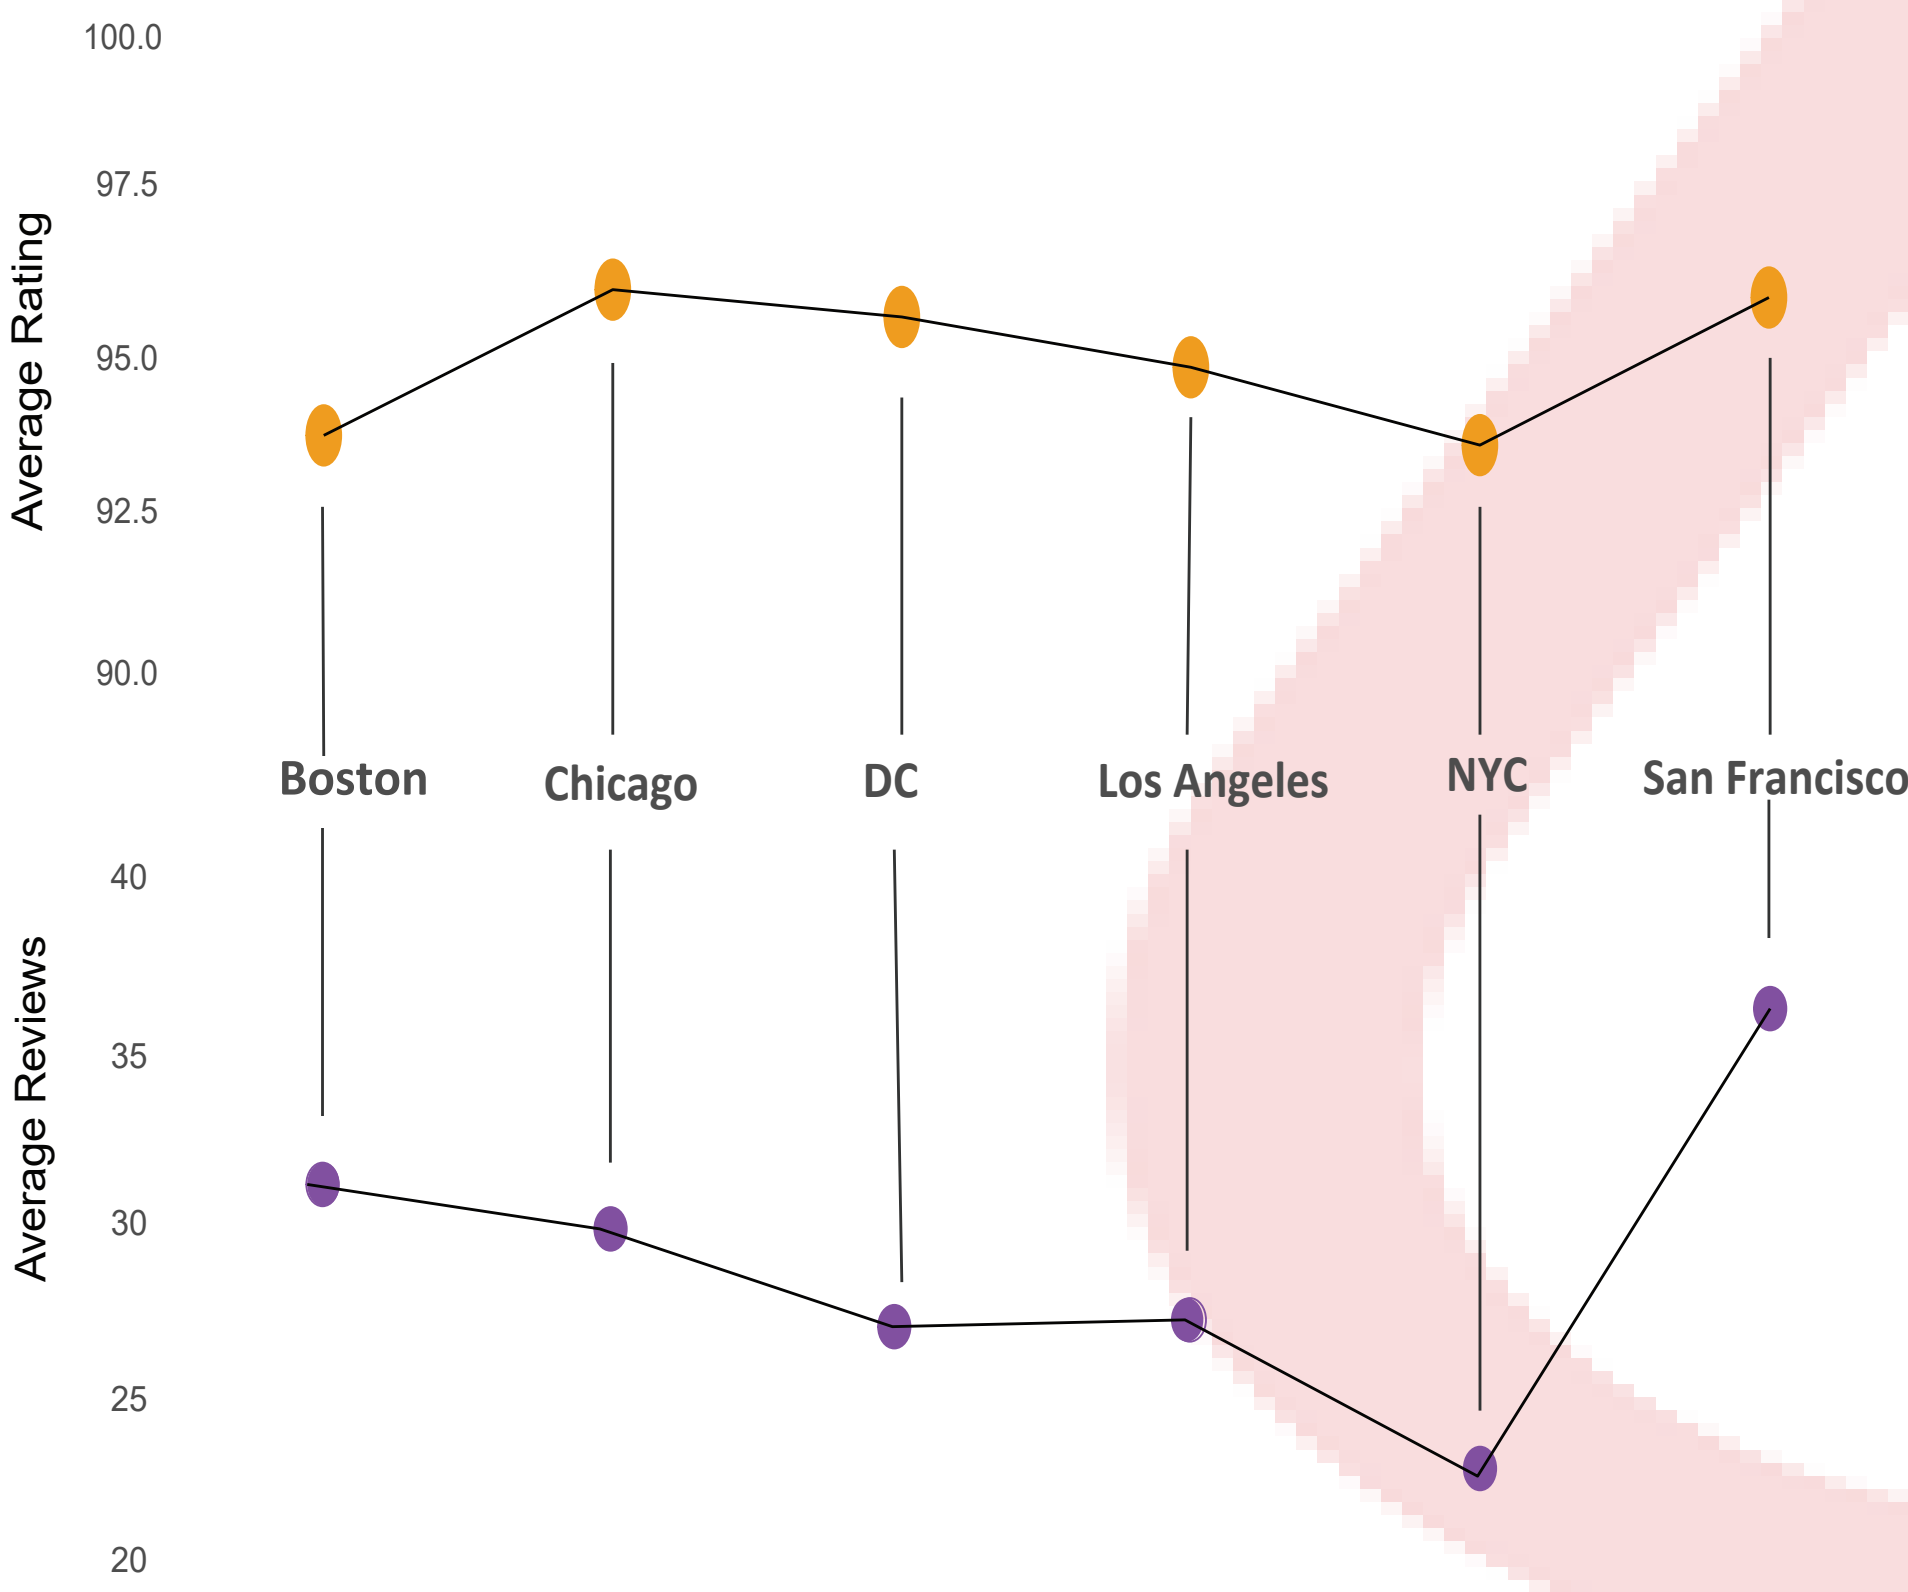 100.0
97.5
95.0
92.5
90.0
Average Rating
Boston
Chicago
DC
Los Angeles
NYC
San Francisco
40
35
30
25
20
Average Reviews